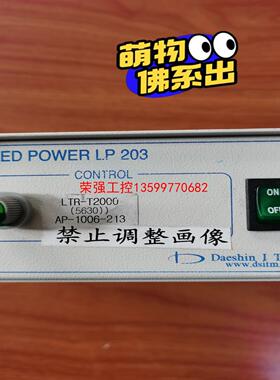 萌物
佛系出
ED POWER LP 203
CONTROL
荣强工控13599770682
LTR-T2000
(5630))
AP-1006-213
禁止调整画像
ON
OFF
Daeshin I T
www.dsitm.